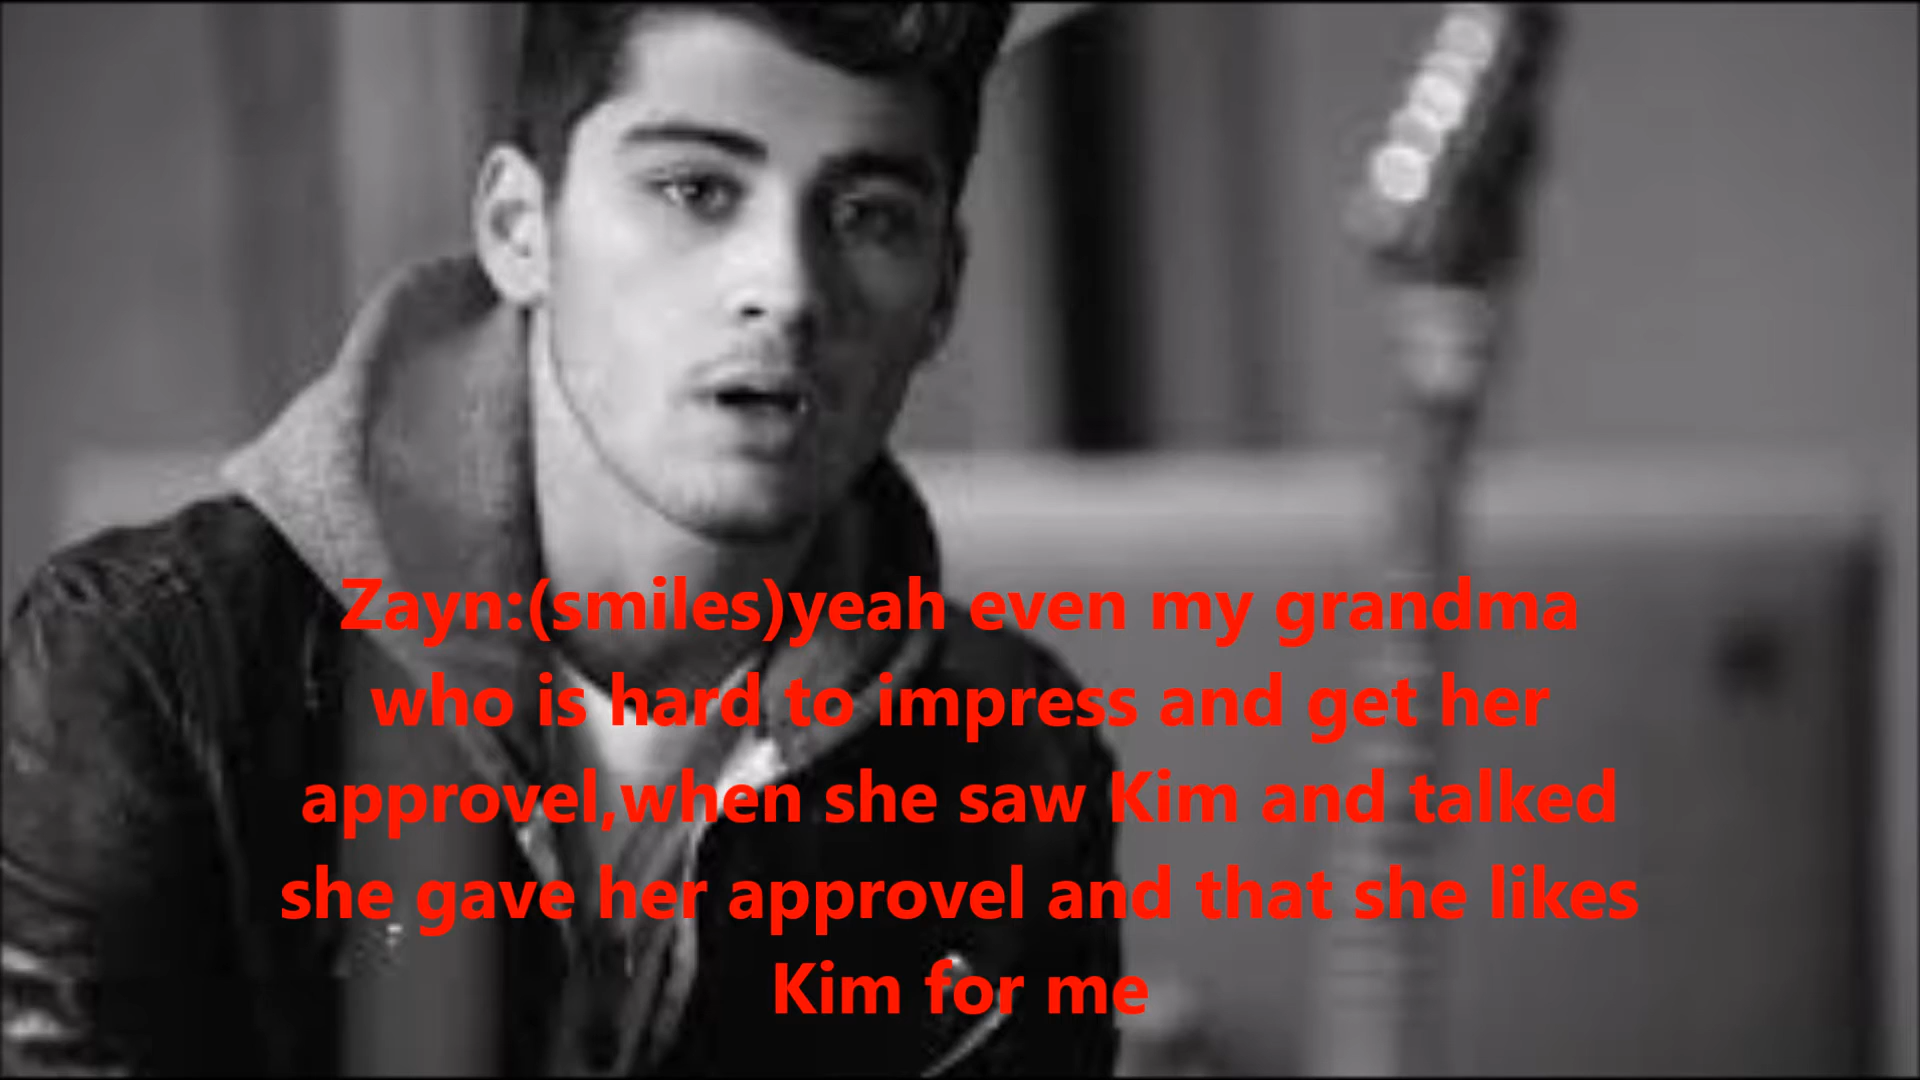 Zayn:(smiles)yeah even my grandma
who is hard to impress and get her
approvel,when she saw Kim and talked
she gave her approvel and that she likes
Kim for me